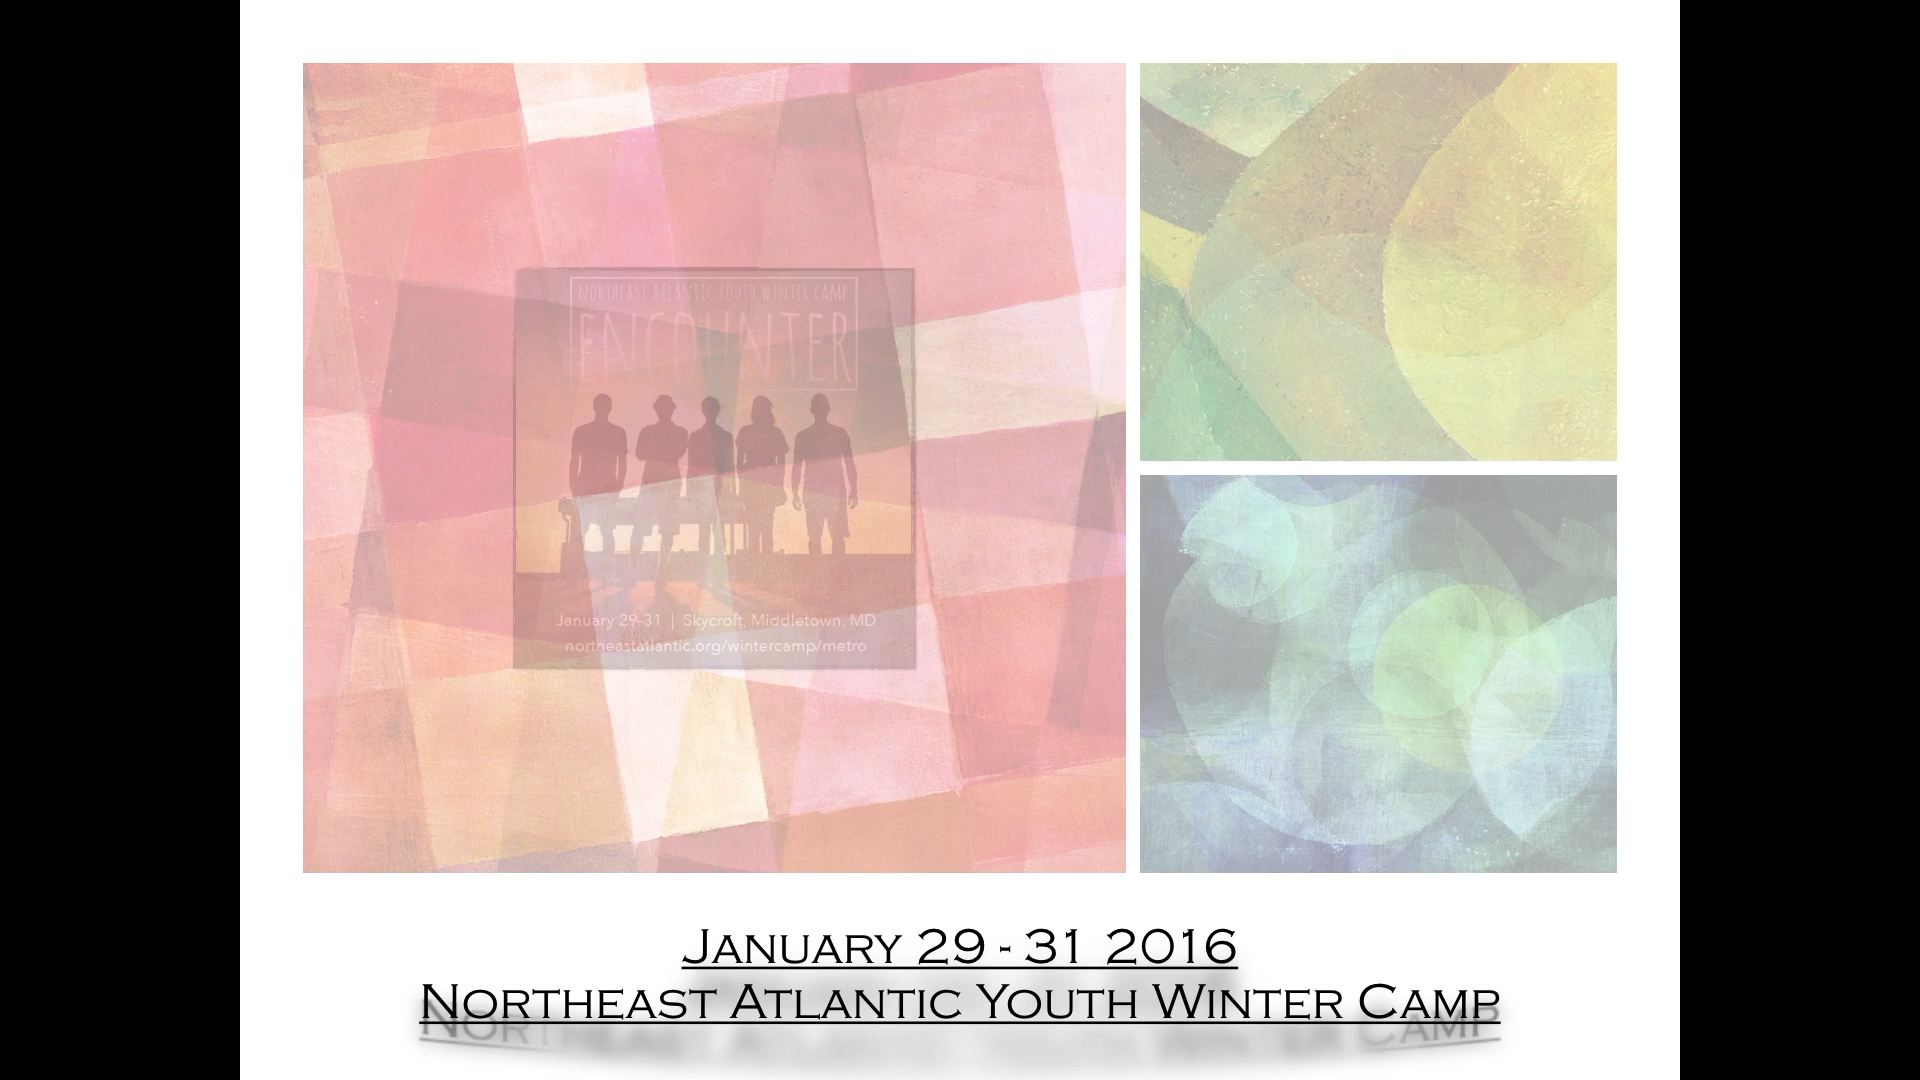 NORTHEAST ATLANTIC YOUTH WINTER CAMP
ENCOUNTER
January 29-31 | Skycroft, Middletown, MD
northeastatlantic.org/wintercamp/metro
January 29 - 31 2016
Northeast Atlantic Youth Winter Camp